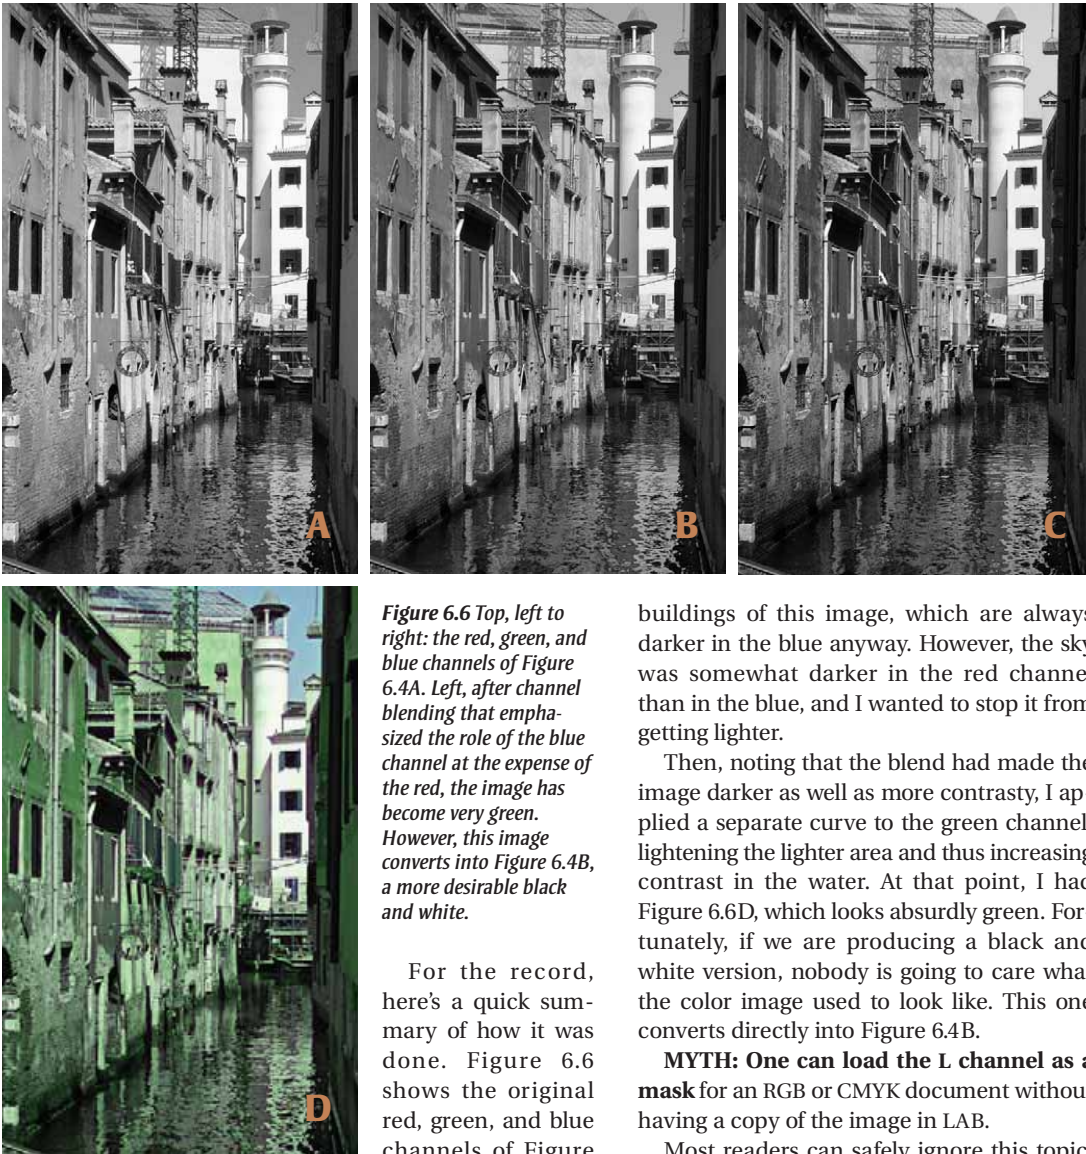 A
B
C
D
Figure 6.6 Top, left to
right: the red, green, and
blue channels of Figure
6.4A. Left, after channel
blending that empha-
sized the role of the blue
channel at the expense of
the red, the image has
become very green.
However, this image
converts into Figure 6.4B,
a more desirable black
and white.
For the record,
here's a quick sum-
mary of how it was
done. Figure 6.6
shows the original
red, green, and blue
channels of Figure
buildings of this image, which are always
darker in the blue anyway. However, the sky
was somewhat darker in the red channe
than in the blue, and I wanted to stop it from
getting lighter.
Then, noting that the blend had made the
image darker as well as more contrasty, I ap
plied a separate curve to the green channel,
lightening the lighter area and thus increasing
contrast in the water. At that point, I had
Figure 6.6D, which looks absurdly green. For
tunately, if we are producing a black and
white version, nobody is going to care wha
the color image used to look like. This one
converts directly into Figure 6.4B.
MYTH: One can load the L channel as a
mask for an RGB or CMYK document withou
having a copy of the image in LAB.
Most readers can safely ignore this topic